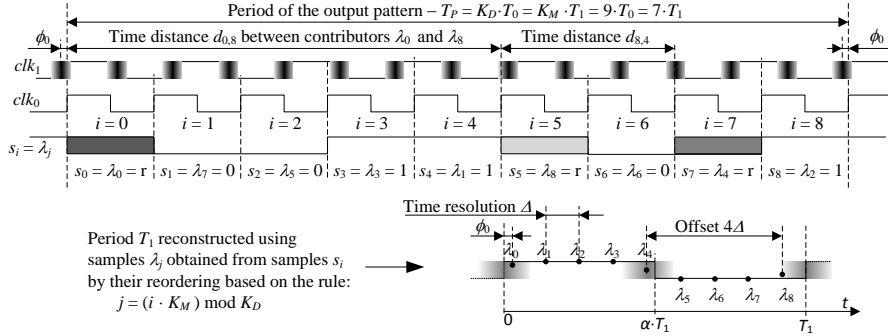 Period of the output pattern – T_P = K_D·T_0 = K_M ·T_1 = 9·T_0 = 7·T_1
ϕ_0 Time distance d_{0,8} between contributors λ_0 and λ_8 Time distance d_{8,4} ϕ_0
clk_1
clk_0
i = 0 i = 1 i = 2 i = 3 i = 4 i = 5 i = 6 i = 7 i = 8
s_i = λ_j
s_0 = λ_0 = r s_1 = λ_7 = 0 s_2 = λ_5 = 0 s_3 = λ_3 = 1 s_4 = λ_1 = 1 s_5 = λ_8 = r s_6 = λ_6 = 0 s_7 = λ_4 = r s_8 = λ_2 = 1
Time resolution Δ
ϕ_0 Offset 4Δ
Period T_1 reconstructed using
samples λ_j obtained from samples s_i
by their reordering based on the rule:
j = (i · K_M ) mod K_D
λ_0 λ_1 λ_2 λ_3 λ_4
λ_5 λ_6 λ_7 λ_8
0 α·T_1 T_1 t